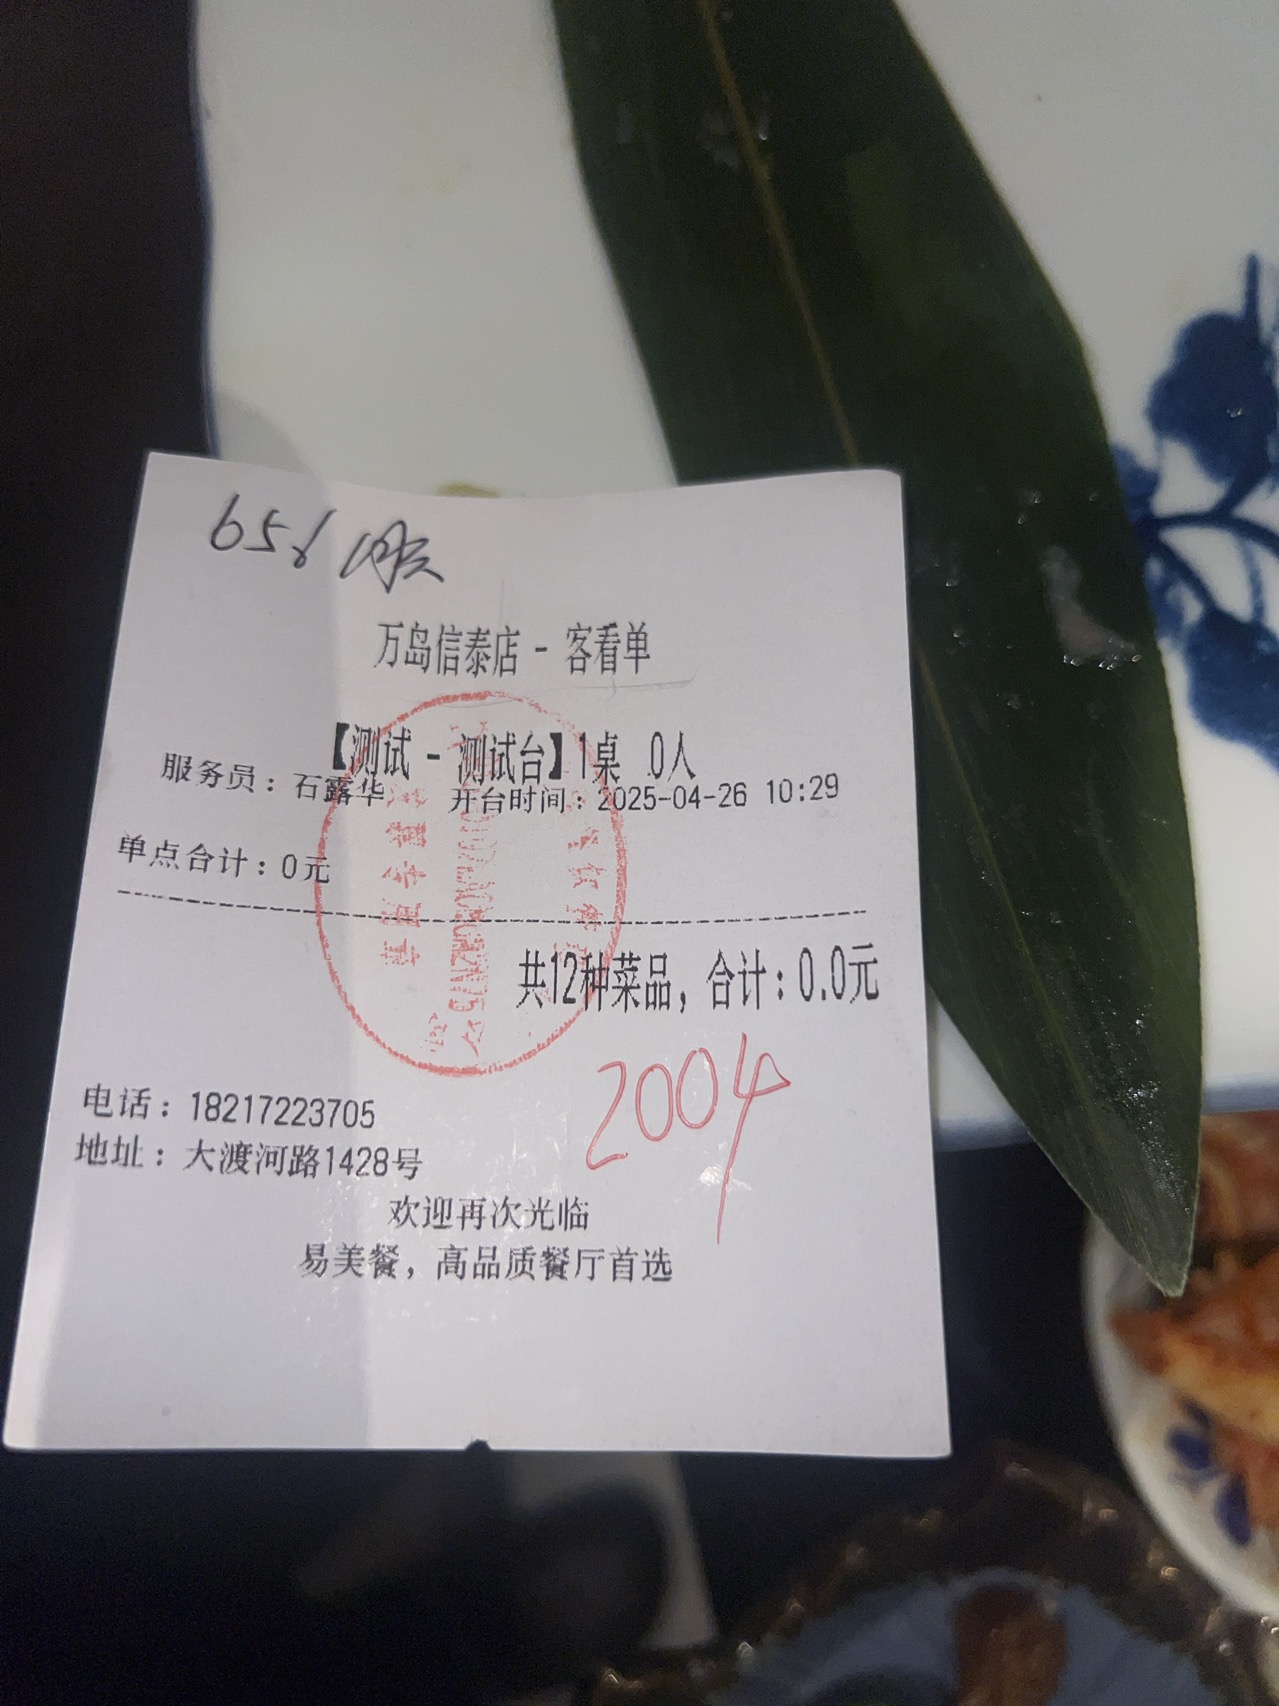 656 顺
万岛信泰店 - 客看单
【测试 - 测试台】1桌 0人
服务员：石露华 开台时间：2025-04-26 10:29
单点合计：0元
共12种菜品，合计：0.0元
2004
电话：18217223705
地址：大渡河路1428号
欢迎再次光临
易美餐，高品质餐厅首选